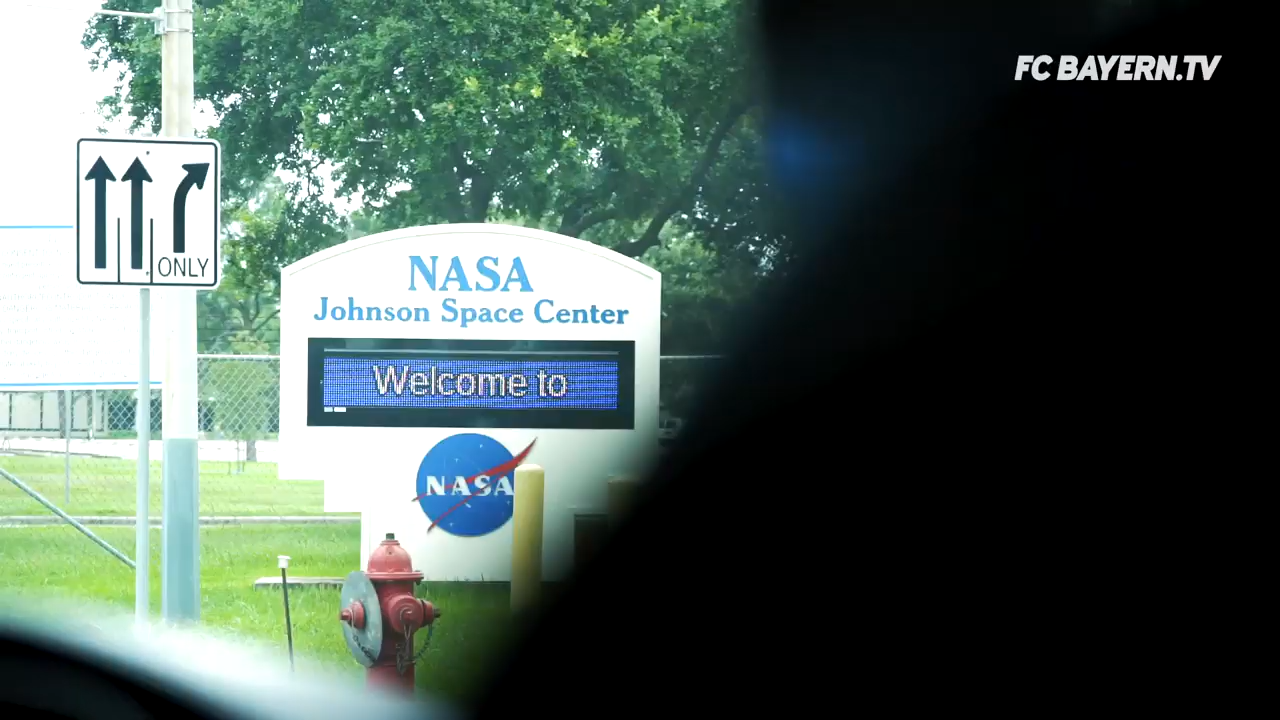 FC BAYERN.TV
ONLY
NASA
Johnson Space Center
Welcome to
NASA